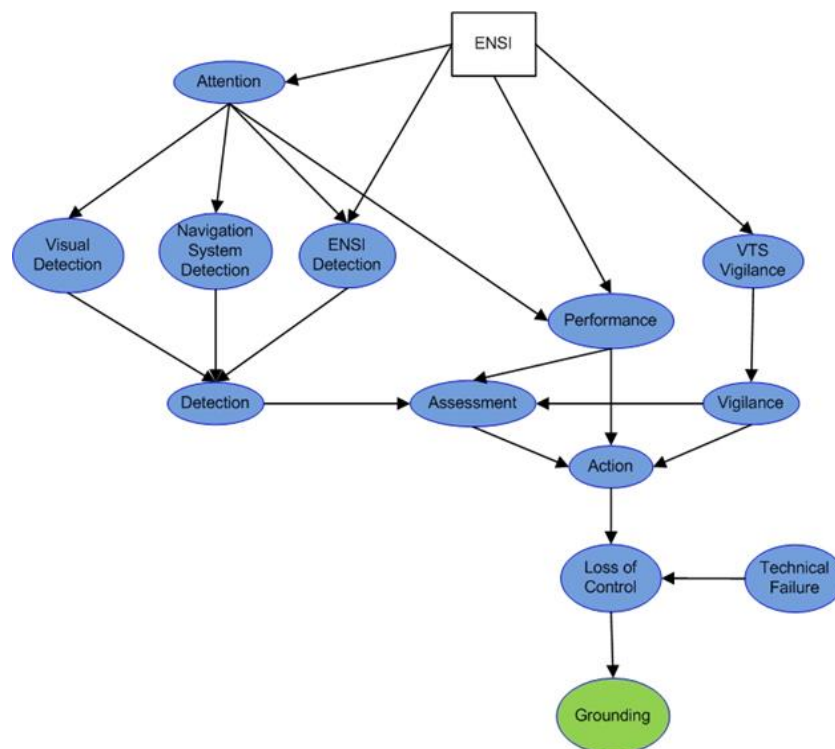 ENSI
Attention
Visual
Detection
Navigation
System
Detection
ENSI
Detection
VTS
Vigilance
Performance
Detection
Assessment
Vigilance
Action
Loss of
Control
Technical
Failure
Grounding